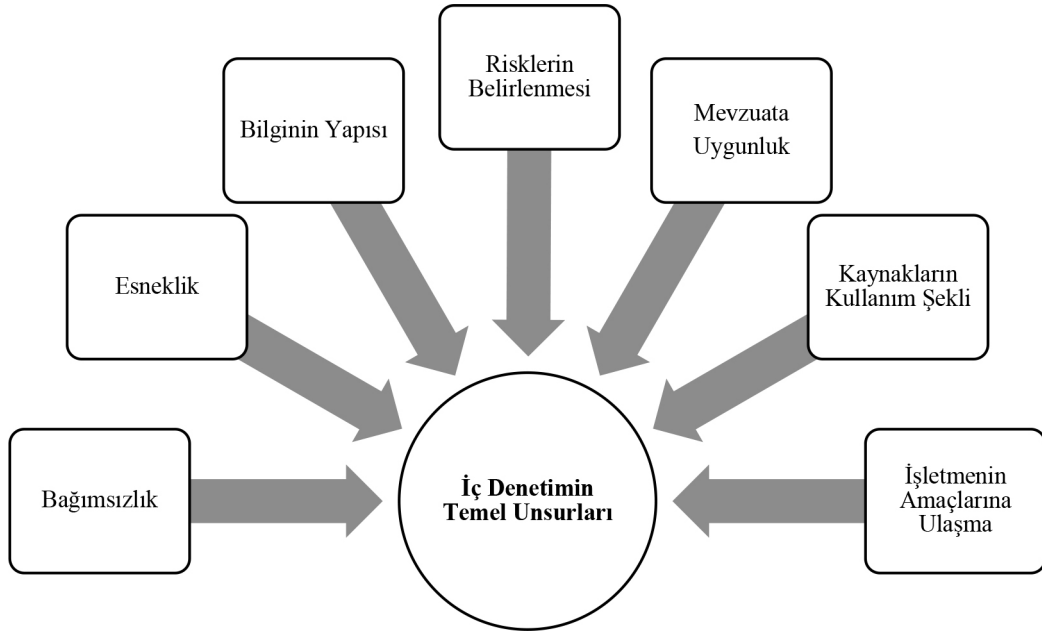 Risklerin
Belirlenmesi
Bilginin Yapısı
Mevzuata
Uygunluk
Esneklik
Kaynakların
Kullanım Şekli
Bağımsızlık
İç Denetimin
Temel Unsurları
İşletmenin
Amaçlarına
Ulaşma